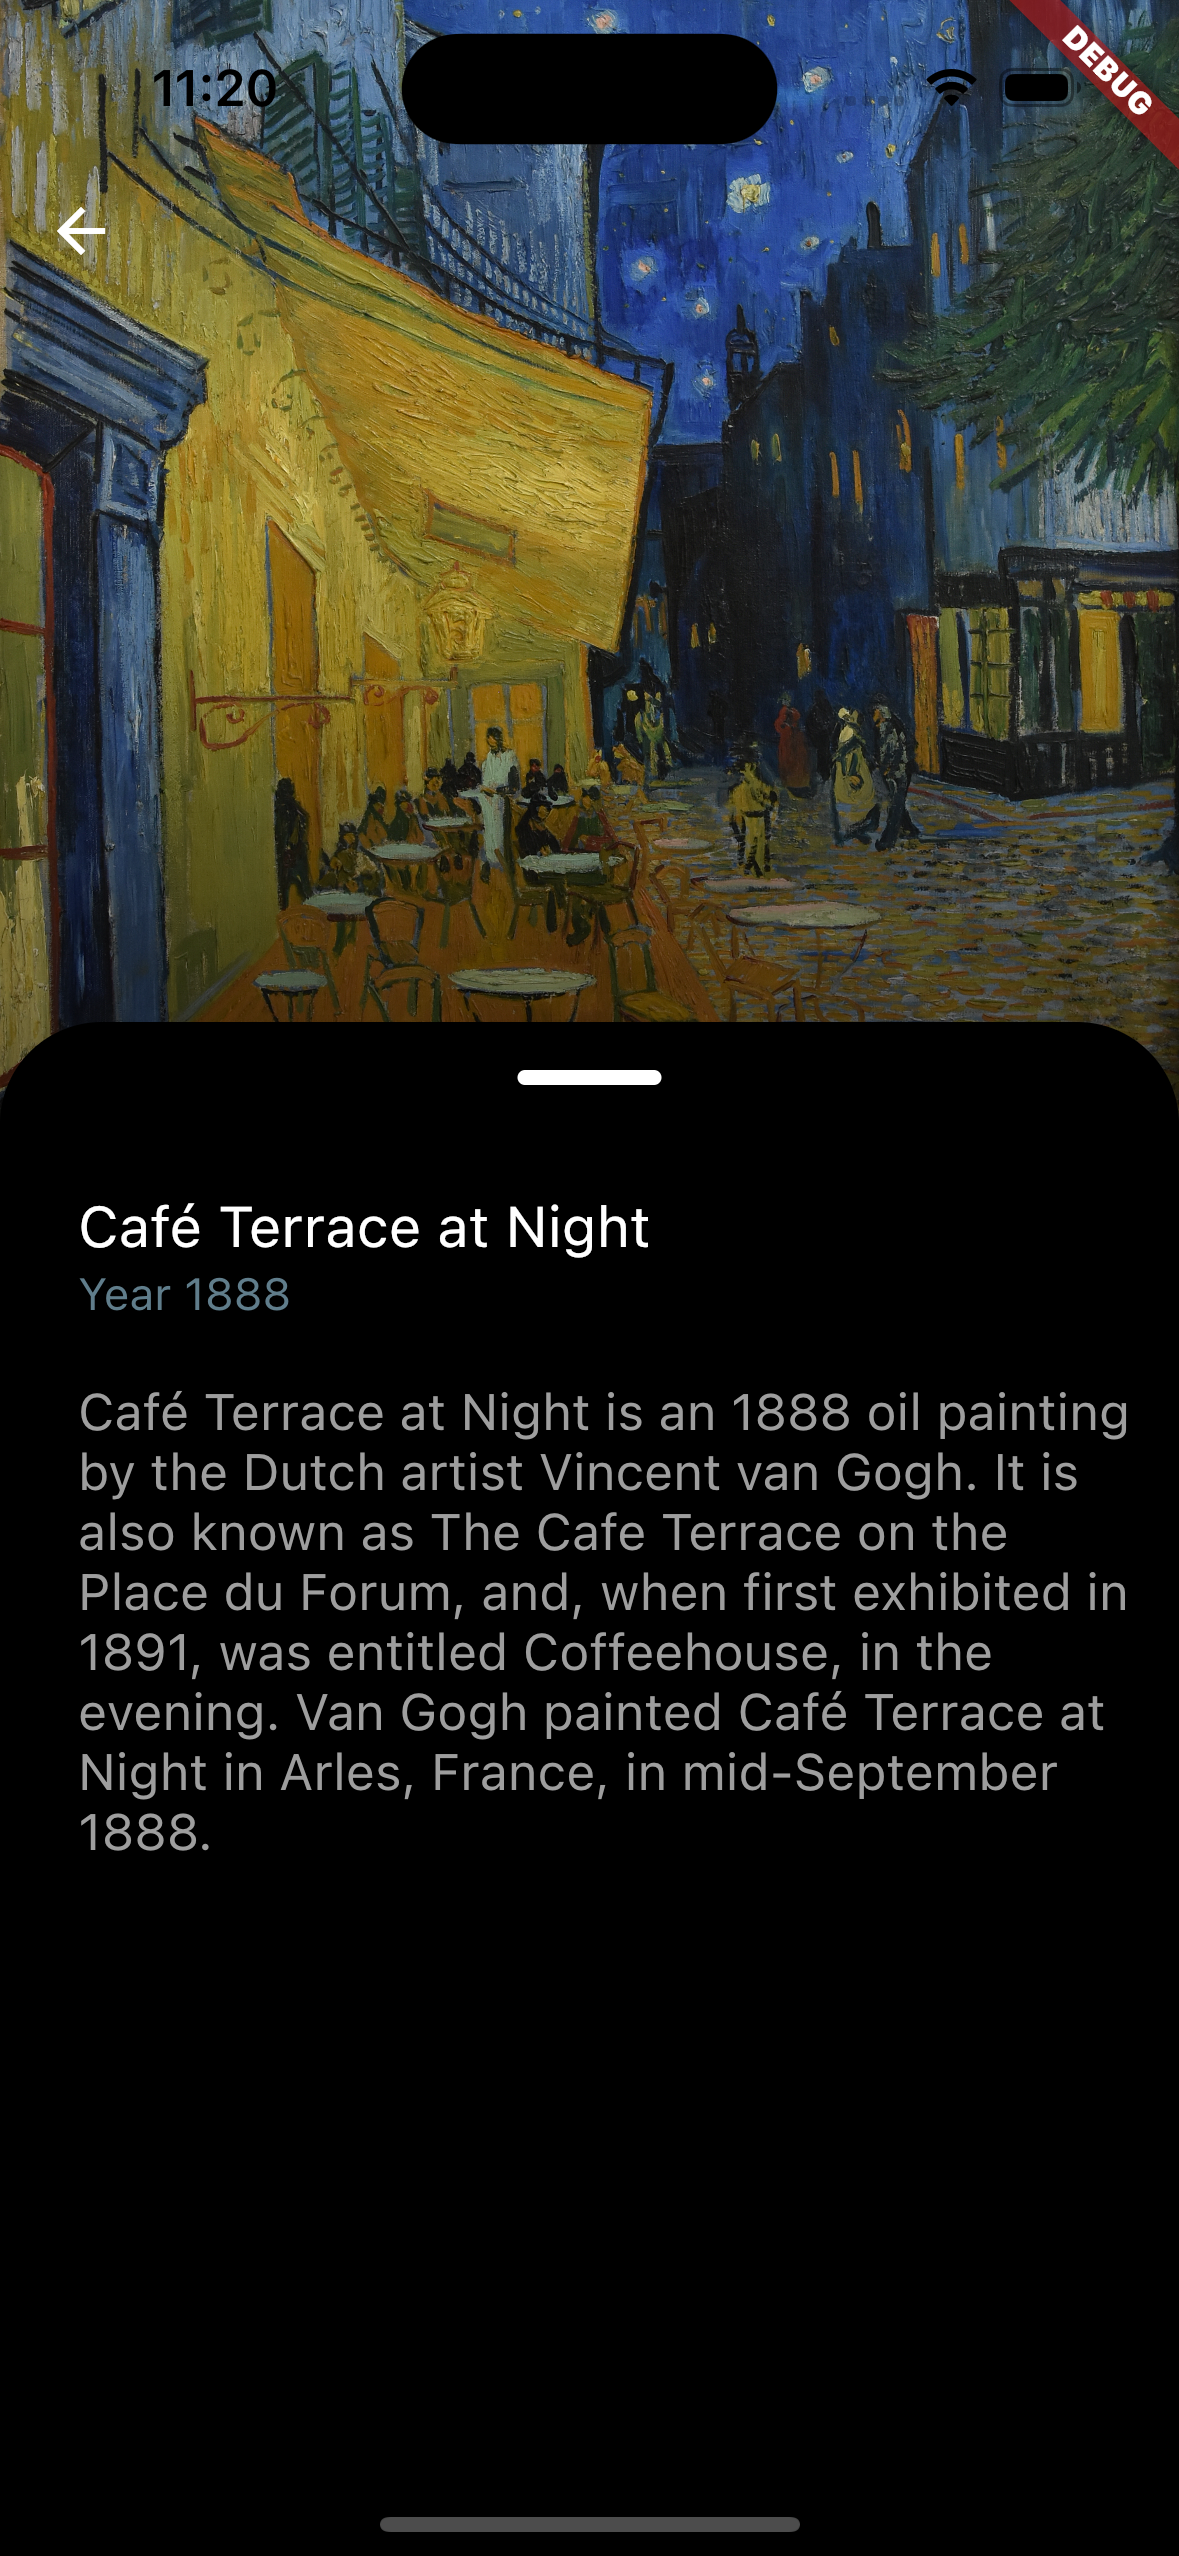 11:20
DEBUG
Café Terrace at Night
Year 1888
Café Terrace at Night is an 1888 oil painting
by the Dutch artist Vincent van Gogh. It is
also known as The Cafe Terrace on the
Place du Forum, and, when first exhibited in
1891, was entitled Coffeehouse, in the
evening. Van Gogh painted Café Terrace at
Night in Arles, France, in mid-September
1888.